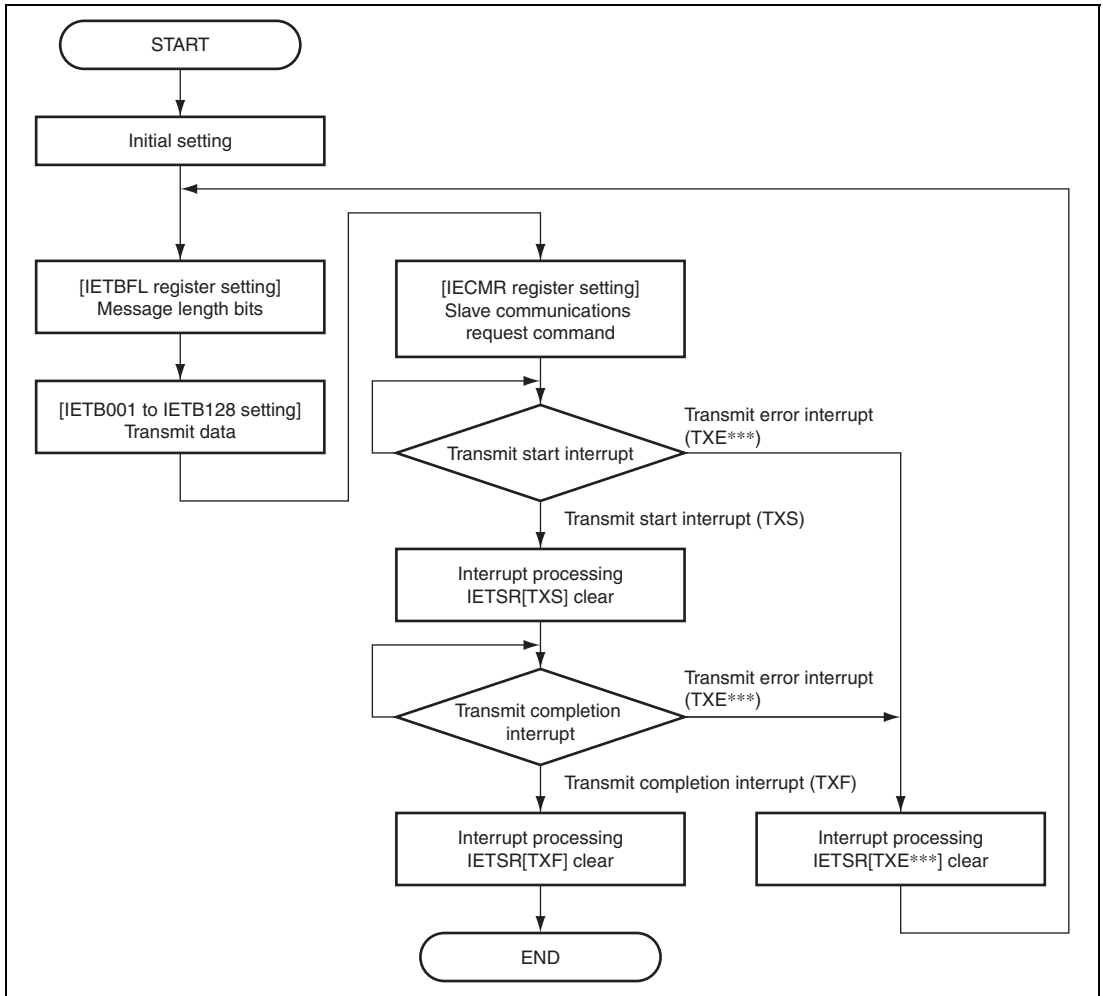 START
Initial setting
[IETBFL register setting]
Message length bits
[IETB001 to IETB128 setting]
Transmit data
[IECMR register setting]
Slave communications
request command
Transmit start interrupt
Transmit error interrupt
(TXE***)
Transmit start interrupt (TXS)
Interrupt processing
IETSR[TXS] clear
Transmit completion
interrupt
Transmit error interrupt
(TXE***)
Transmit completion interrupt (TXF)
Interrupt processing
IETSR[TXF] clear
Interrupt processing
IETSR[TXE***] clear
END